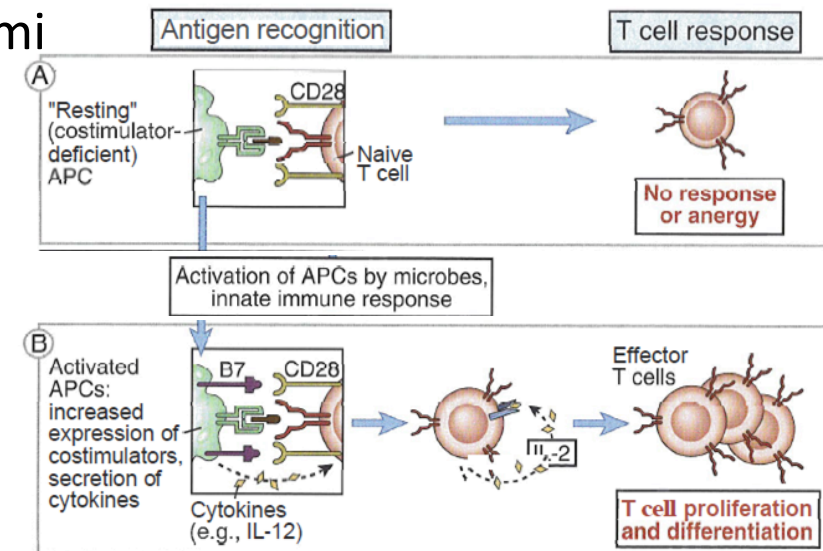 mi
Antigen recognition
T cell response
A
"Resting"
(costimulator-
deficient)
APC
CD28
Naive
T cell
No response
or anergy
Activation of APCs by microbes,
innate immune response
B
Activated
APCs:
increased
expression of
costimulators,
secretion of
cytokines
B7
CD28
Cytokines
(e.g., IL-12)
IL-2
Effector
T cells
T cell proliferation
and differentiation